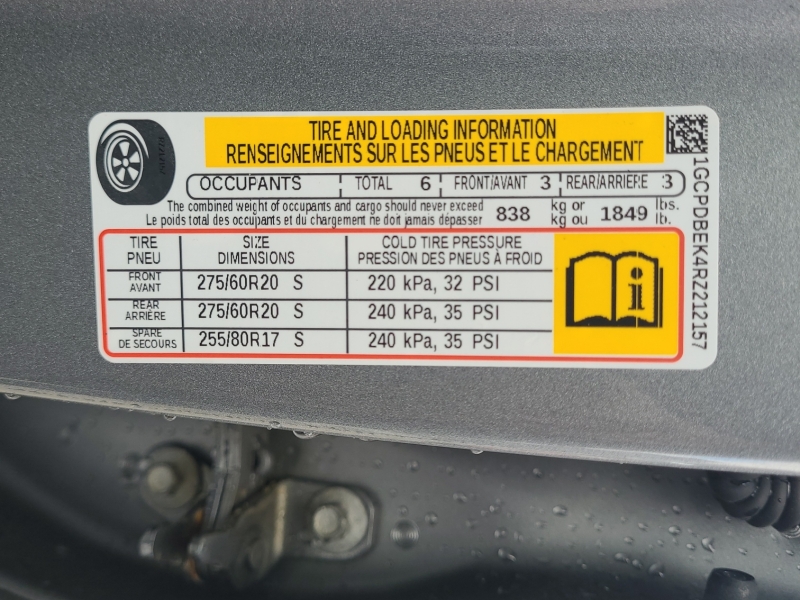 TIRE AND LOADING INFORMATION
RENSEIGNEMENTS SUR LES PNEUS ET LE CHARGEMENT
OCCUPANTS TOTAL 6 FRONT/AVANT 3 REAR/ARRIÈRE 3
The combined weight of occupants and cargo should never exceed 838 kg or 1849 lbs.
Le poids total des occupants et du chargement ne doit jamais dépasser kg ou lb.
TIRE SIZE COLD TIRE PRESSURE
PNEU DIMENSIONS PRESSION DES PNEUS À FROID
FRONT
AVANT 275/60R20 S 220 kPa, 32 PSI
REAR
ARRIÈRE 275/60R20 S 240 kPa, 35 PSI
SPARE
DE SECOURS 255/80R17 S 240 kPa, 35 PSI
i
1GCPDBEK4RZ212157